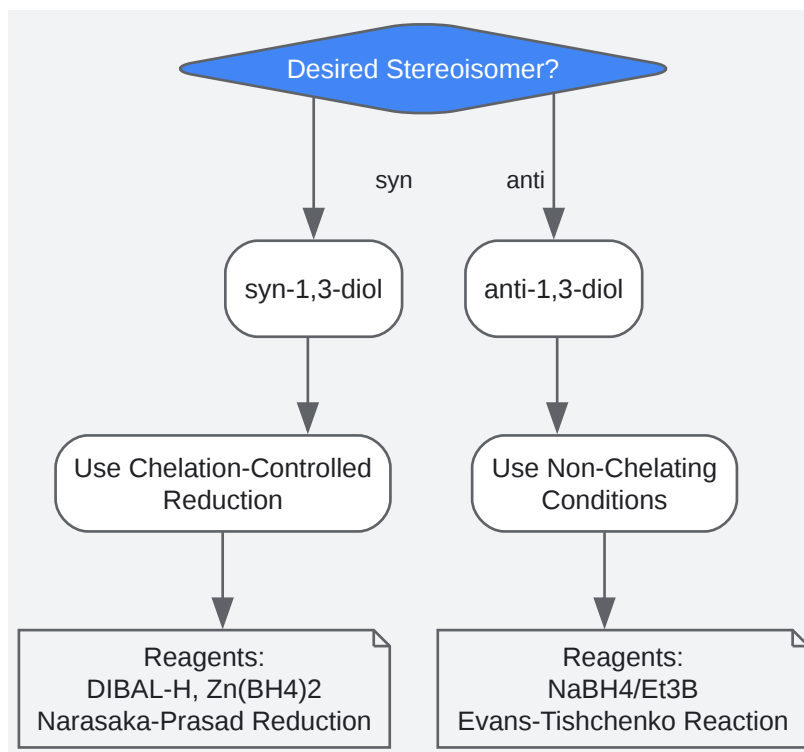 Desired Stereoisomer?
syn
anti
syn-1,3-diol
anti-1,3-diol
Use Chelation-Controlled
Reduction
Use Non-Chelating
Conditions
Reagents:
DIBAL-H, Zn(BH4)2
Narasaka-Prasad Reduction
Reagents:
NaBH4/Et3B
Evans-Tishchenko Reaction